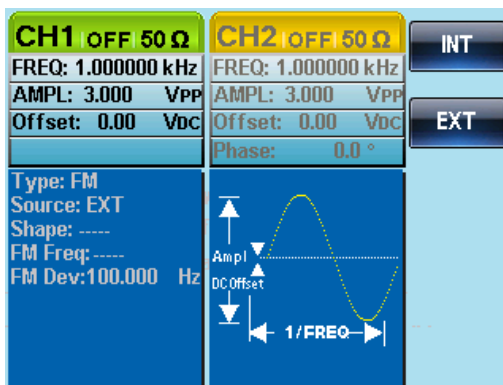 CH1 OFF 50 Ω
FREQ: 1.000000 kHz
AMPL: 3.000 VPP
Offset: 0.00 VDC
CH2 OFF 50 Ω
FREQ: 1.000000 kHz
AMPL: 3.000 VPP
Offset: 0.00 VDC
Phase: 0.0 °
INT
EXT
Type: FM
Source: EXT
Shape: -----
FM Freq: -----
FM Dev:100.000 Hz
Ampl
DC Offset
1/FREQ